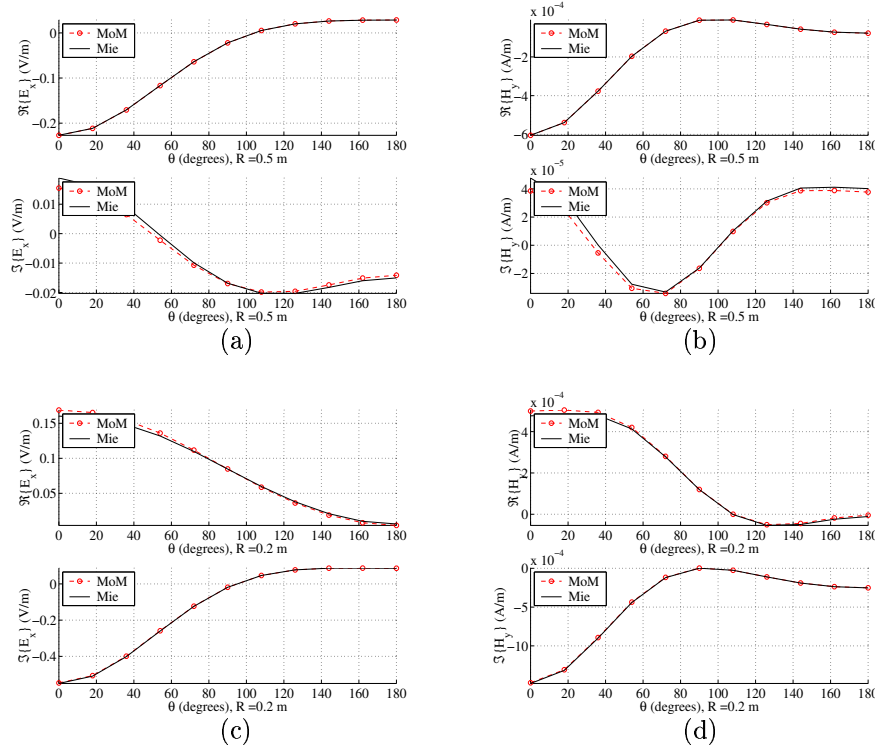 x 10⁻⁴
MoM
Mie
ℜ{E_x} (V/m)
0
−0.1
−0.2
0 20 40 60 80 100 120 140 160 180
θ (degrees), R =0.5 m
MoM
Mie
ℜ{H_y} (A/m)
−2
−4
−6
0 20 40 60 80 100 120 140 160 180
θ (degrees), R =0.5 m
MoM
Mie
ℑ{E_x} (V/m)
0.01
0
−0.01
−0.02
0 20 40 60 80 100 120 140 160 180
θ (degrees), R =0.5 m
(a)
x 10⁻⁵
MoM
Mie
ℑ{H_y} (A/m)
4
2
0
−2
0 20 40 60 80 100 120 140 160 180
θ (degrees), R =0.5 m
(b)
MoM
Mie
ℜ{E_x} (V/m)
0.15
0.1
0.05
0 20 40 60 80 100 120 140 160 180
θ (degrees), R =0.2 m
x 10⁻⁴
MoM
Mie
ℜ{H_y} (A/m)
4
2
0
0 20 40 60 80 100 120 140 160 180
θ (degrees), R =0.2 m
MoM
Mie
ℑ{E_x} (V/m)
0
−0.2
−0.4
0 20 40 60 80 100 120 140 160 180
θ (degrees), R =0.2 m
(c)
x 10⁻⁴
MoM
Mie
ℑ{H_y} (A/m)
0
−5
−10
0 20 40 60 80 100 120 140 160 180
θ (degrees), R =0.2 m
(d)